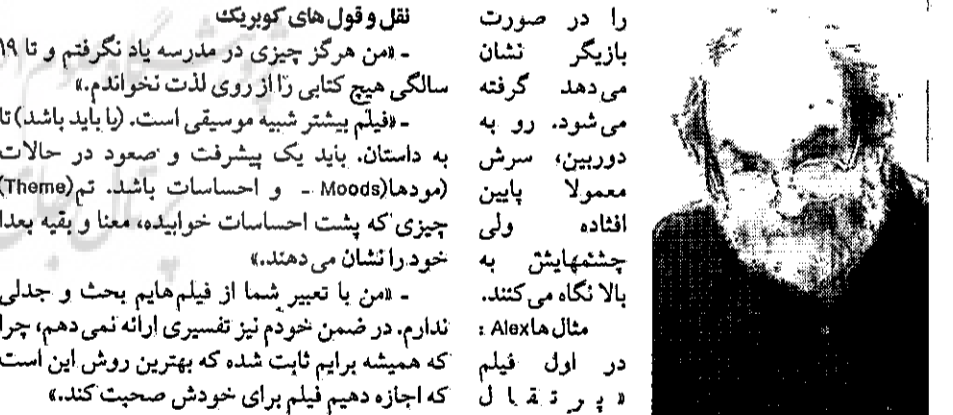 را در صورت
بازیگر نشان
می‌دهد گرفته
می‌شود. رو به
دوربین، سرش
معمولا پایین
افتاده ولی
چشمهایش به
بالا نگاه می‌کنند.
مثال‌ها Alex :
در اول فیلم
« پرتقال
نقل و قول های کوبریک
ـ «من هرگز چیزی در مدرسه یاد نگرفتم و تا ۱۹
سالگی هیچ کتابی را از روی لذت نخواندم.»
ـ «فیلم بیشتر شبیه موسیقی است. (یا باید باشد) تا
به داستان. باید یک پیشرفت و صعود در حالات
(مودها(Moods ـ و احساسات باشد. تم(Theme)
چیزی که پشت احساسات خوابیده، معنا و بقیه بعدا
خود را نشان می‌دهند.»
ـ «من با تعبیر شما از فیلم‌هایم بحث و جدلی
ندارم. در ضمن خودم نیز تفسیری ارائه نمی‌دهم، چرا
که همیشه برایم ثابت شده که بهترین روش این است
که اجازه دهیم فیلم برای خودش صحبت کند.»